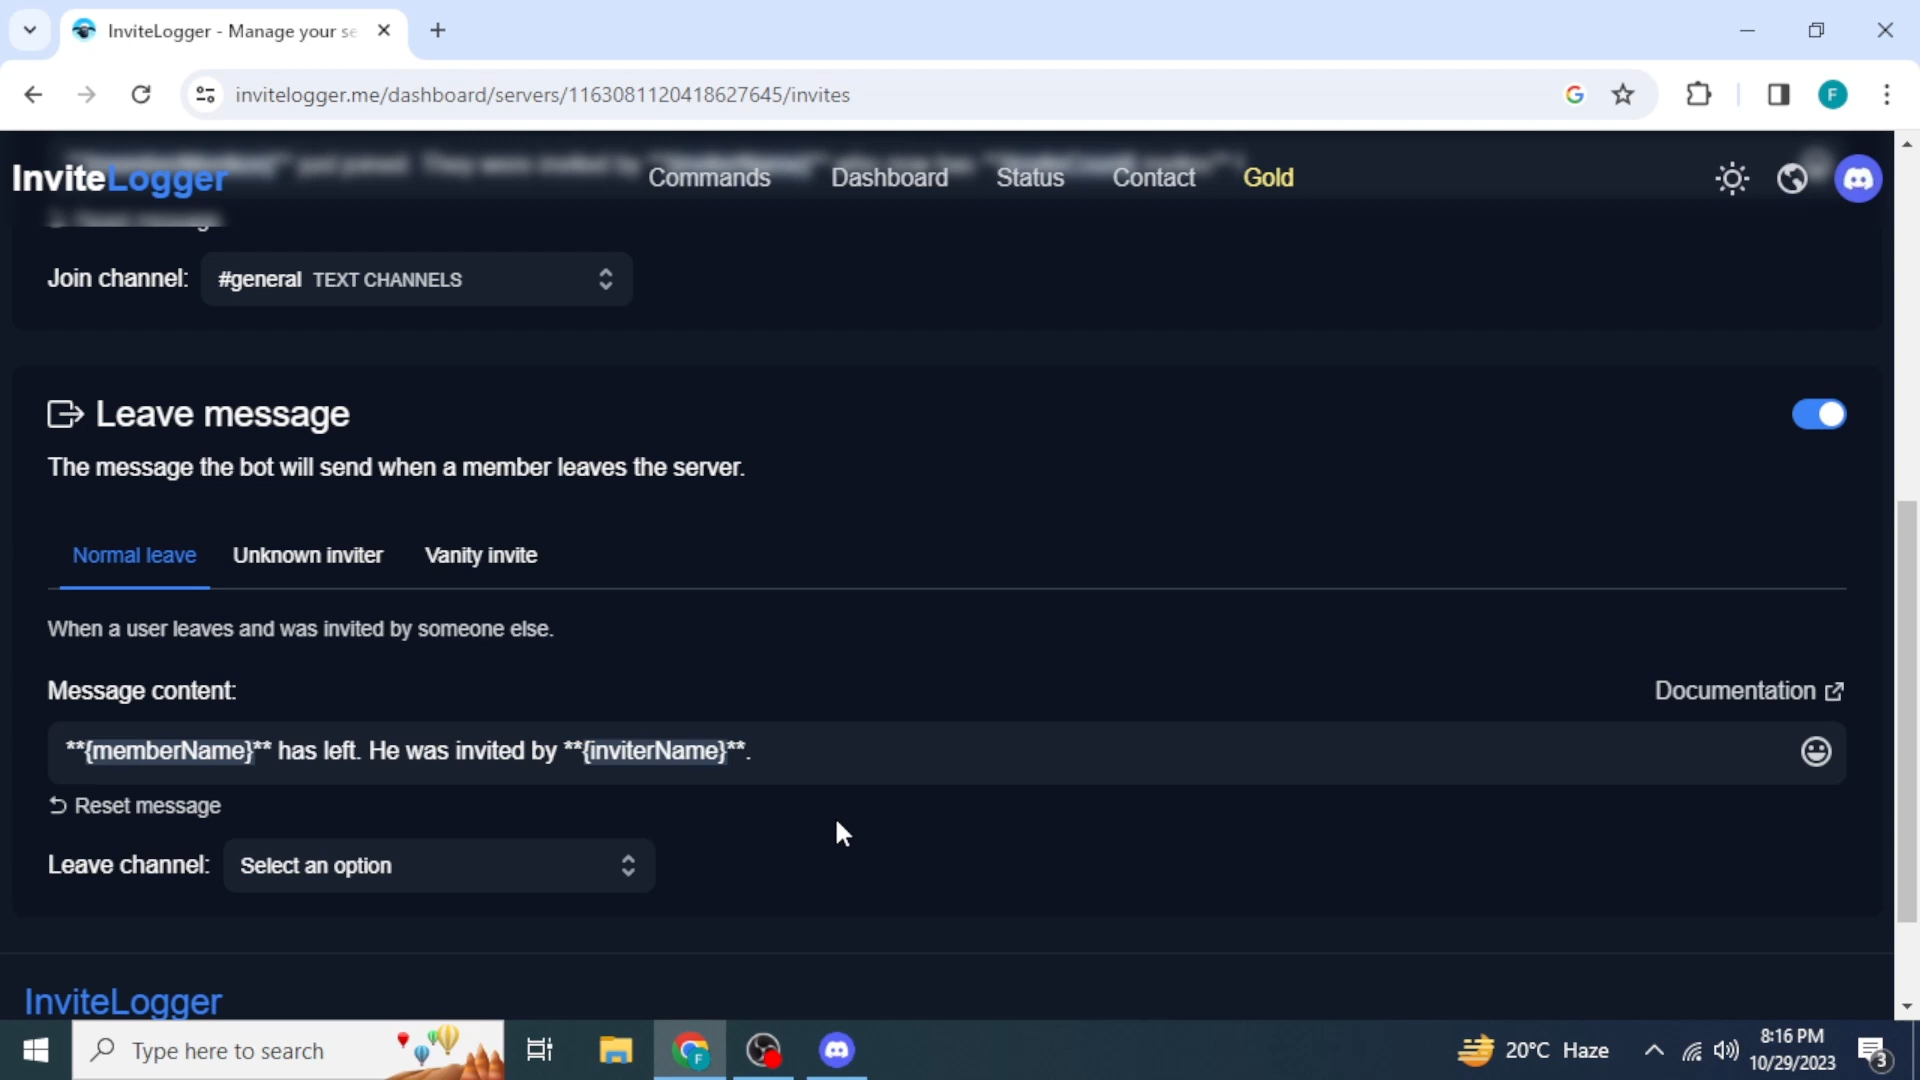 InviteLogger - Manage your se
invitelogger.me/dashboard/servers/1163081120418627645/invites
InviteLogger
Commands
Dashboard
Status
Contact
Gold
Join channel:
#general TEXT CHANNELS
Leave message
The message the bot will send when a member leaves the server.
Normal leave
Unknown inviter
Vanity invite
When a user leaves and was invited by someone else.
Message content:
Documentation
**{memberName}** has left. He was invited by **{inviterName}**.
Reset message
Leave channel:
Select an option
InviteLogger
Type here to search
20°C Haze
8:16 PM
10/29/2023
3
F
F